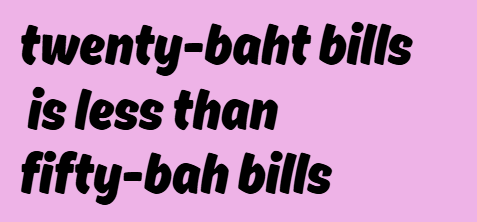 twenty-baht bills
is less than
fifty-bah bills